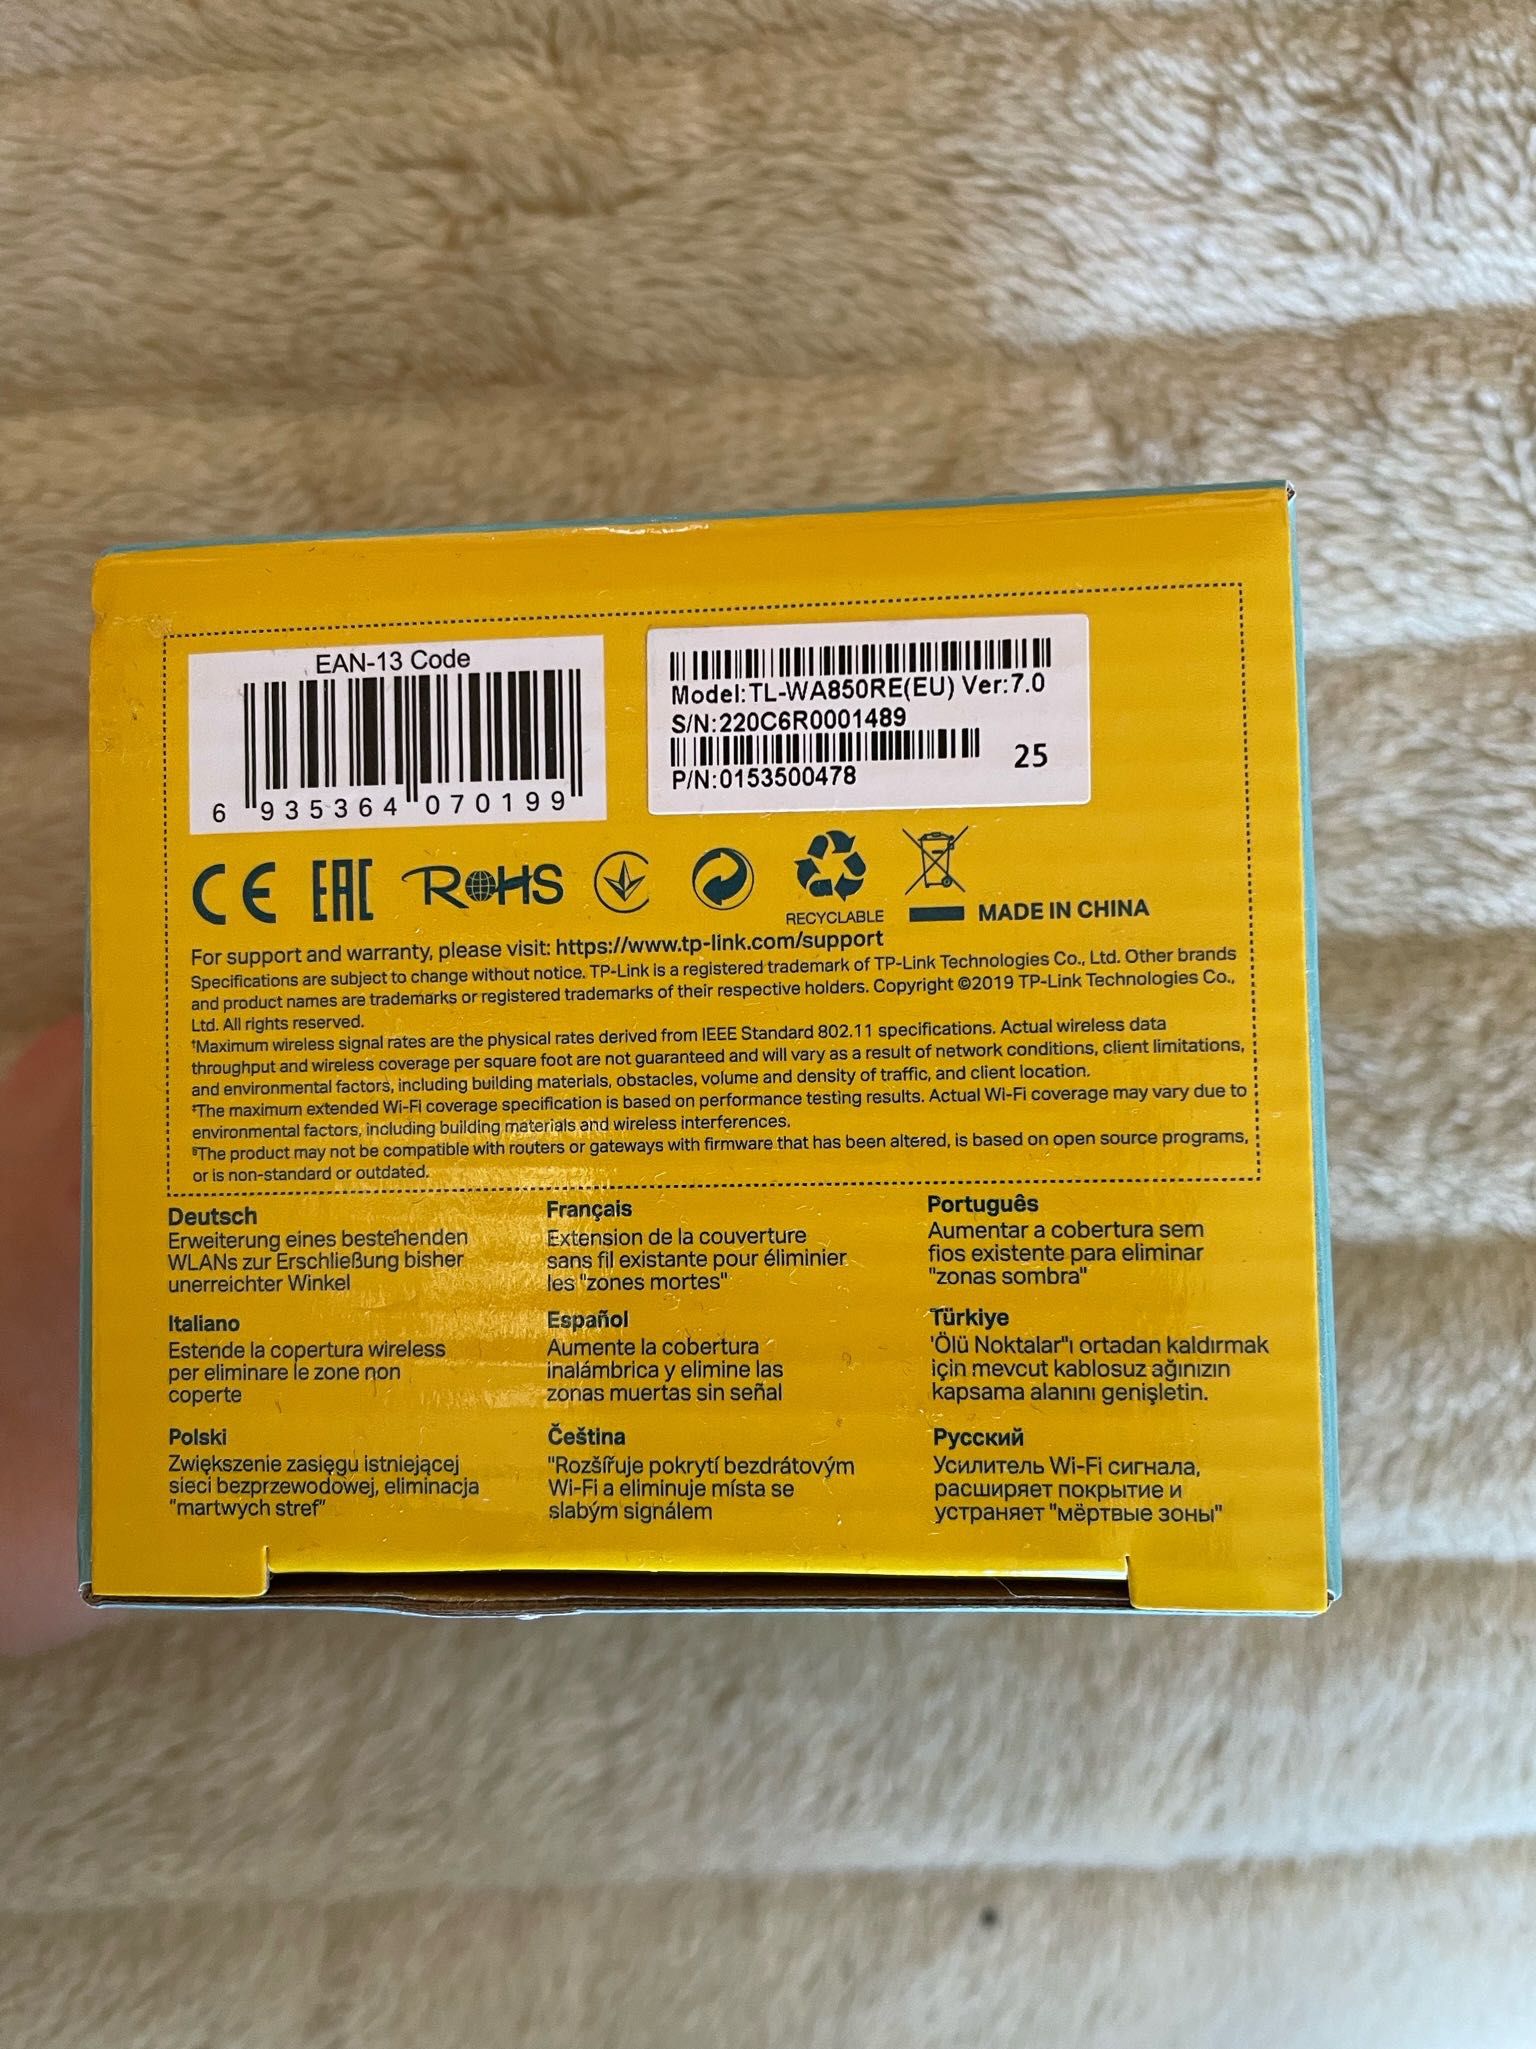 EAN-13 Code
6 935364 070199
Model:TL-WA850RE(EU) Ver:7.0
S/N:220C6R0001489
P/N:0153500478
25
CE EAC RoHS
RECYCLABLE
MADE IN CHINA
For support and warranty, please visit: https://www.tp-link.com/support
Specifications are subject to change without notice. TP-Link is a registered trademark of TP-Link Technologies Co., Ltd. Other brands
and product names are trademarks or registered trademarks of their respective holders. Copyright ©2019 TP-Link Technologies Co.,
Ltd. All rights reserved.
†Maximum wireless signal rates are the physical rates derived from IEEE Standard 802.11 specifications. Actual wireless data
throughput and wireless coverage per square foot are not guaranteed and will vary as a result of network conditions, client limitations,
and environmental factors, including building materials, obstacles, volume and density of traffic, and client location.
‡The maximum extended Wi-Fi coverage specification is based on performance testing results. Actual Wi-Fi coverage may vary due to
environmental factors, including building materials and wireless interferences.
§The product may not be compatible with routers or gateways with firmware that has been altered, is based on open source programs,
or is non-standard or outdated.
Deutsch
Erweiterung eines bestehenden
WLANs zur Erschließung bisher
unerreichter Winkel
Français
Extension de la couverture
sans fil existante pour éliminier
les "zones mortes"
Português
Aumentar a cobertura sem
fios existente para eliminar
"zonas sombra"
Italiano
Estende la copertura wireless
per eliminare le zone non
coperte
Español
Aumente la cobertura
inalámbrica y elimine las
zonas muertas sin señal
Türkiye
'Ölü Noktalar"ı ortadan kaldırmak
için mevcut kablosuz ağınızın
kapsama alanını genişletin.
Polski
Zwiększenie zasięgu istniejącej
sieci bezprzewodowej, eliminacja
"martwych stref"
Čeština
"Rozšířuje pokrytí bezdrátovým
Wi-Fi a eliminuje místa se
slabým signálem
Русский
Усилитель Wi-Fi сигнала,
расширяет покрытие и
устраняет "мёртвые зоны"